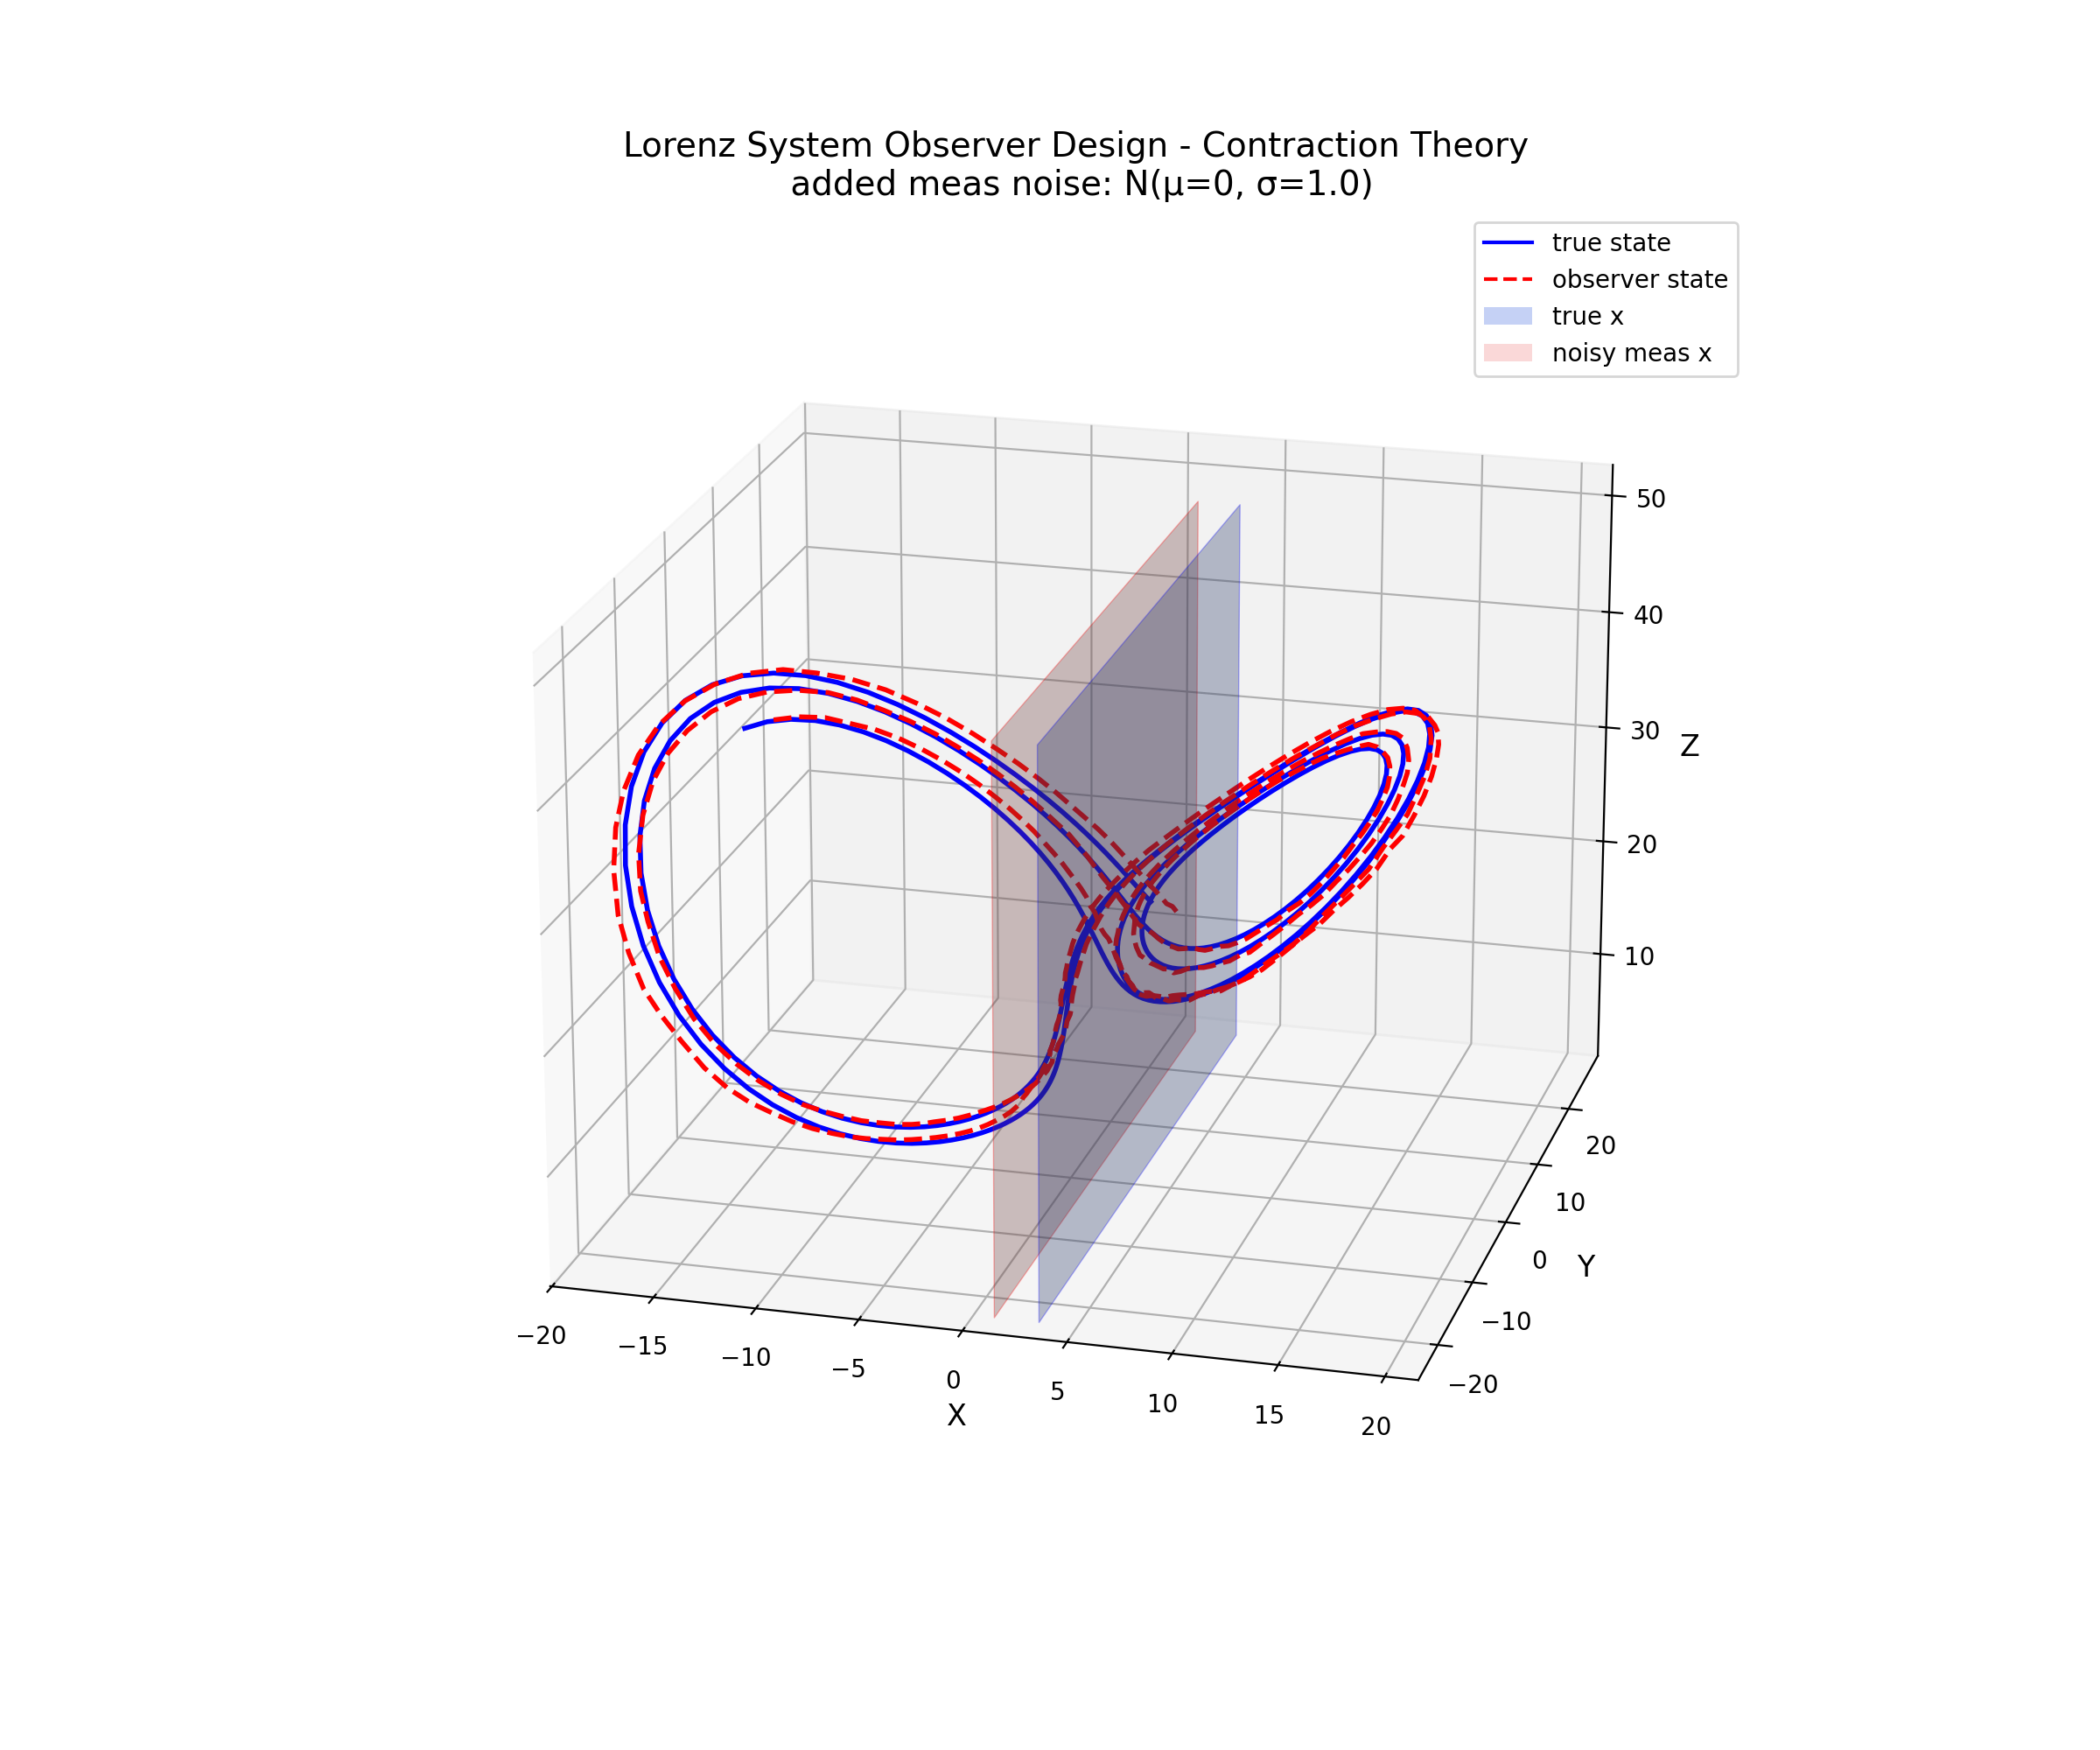 Lorenz System Observer Design - Contraction Theory
added meas noise: N(μ=0, σ=1.0)
true state
observer state
true x
noisy meas x
50
40
30
Z
20
10
20
10
0
Y
−10
−20
−20
−15
−10
−5
0
5
10
15
20
X